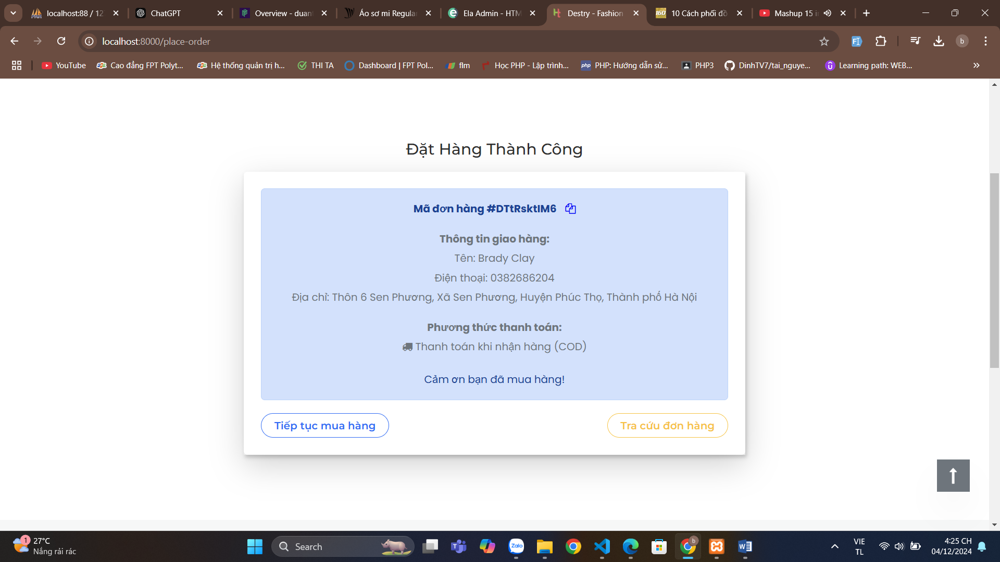 localhost:88 / 12
ChatGPT
Overview - duan
Áo sơ mi Regula
Ela Admin - HTM
Destry - Fashion
10 Cách phối đồ
Mashup 15 i
localhost:8000/place-order
b
YouTube
Cao đẳng FPT Polyt...
Hệ thống quản trị h...
THI TA
Dashboard | FPT Pol...
flm
Học PHP - Lập trình...
php PHP: Hướng dẫn sử...
PHP3
DinhTV7/tai_nguye...
Learning path: WEB...
Đặt Hàng Thành Công
Mã đơn hàng #DTtRsktIM6
Thông tin giao hàng:
Tên: Brady Clay
Điện thoại: 0382686204
Địa chỉ: Thôn 6 Sen Phương, Xã Sen Phương, Huyện Phúc Thọ, Thành phố Hà Nội
Phương thức thanh toán:
Thanh toán khi nhận hàng (COD)
Cảm ơn bạn đã mua hàng!
Tiếp tục mua hàng
Tra cứu đơn hàng
1
27°C
Nắng rải rác
Search
Zalo
VIE
TL
4:25 CH
04/12/2024